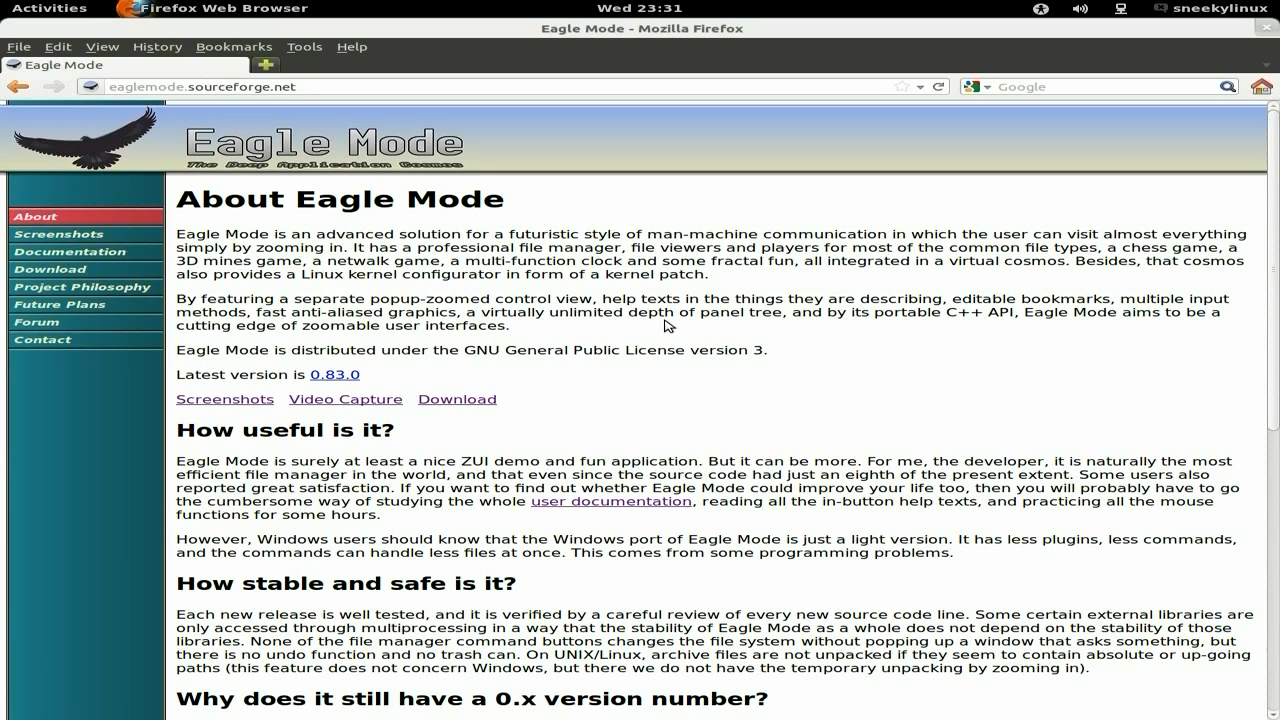 Activities Firefox Web Browser Wed 23:31 sneekylinux
Eagle Mode - Mozilla Firefox
File Edit View History Bookmarks Tools Help
Eagle Mode
eaglemode.sourceforge.net Google
Eagle Mode
The Deep Application Cosmos
About
Screenshots
Documentation
Download
Project Philosophy
Future Plans
Forum
Contact
About Eagle Mode
Eagle Mode is an advanced solution for a futuristic style of man-machine communication in which the user can visit almost everything
simply by zooming in. It has a professional file manager, file viewers and players for most of the common file types, a chess game, a
3D mines game, a netwalk game, a multi-function clock and some fractal fun, all integrated in a virtual cosmos. Besides, that cosmos
also provides a Linux kernel configurator in form of a kernel patch.
By featuring a separate popup-zoomed control view, help texts in the things they are describing, editable bookmarks, multiple input
methods, fast anti-aliased graphics, a virtually unlimited depth of panel tree, and by its portable C++ API, Eagle Mode aims to be a
cutting edge of zoomable user interfaces.
Eagle Mode is distributed under the GNU General Public License version 3.
Latest version is 0.83.0
Screenshots Video Capture Download
How useful is it?
Eagle Mode is surely at least a nice ZUI demo and fun application. But it can be more. For me, the developer, it is naturally the most
efficient file manager in the world, and that even since the source code had just an eighth of the present extent. Some users also
reported great satisfaction. If you want to find out whether Eagle Mode could improve your life too, then you will probably have to go
the cumbersome way of studying the whole user documentation, reading all the in-button help texts, and practicing all the mouse
functions for some hours.
However, Windows users should know that the Windows port of Eagle Mode is just a light version. It has less plugins, less commands,
and the commands can handle less files at once. This comes from some programming problems.
How stable and safe is it?
Each new release is well tested, and it is verified by a careful review of every new source code line. Some certain external libraries are
only accessed through multiprocessing in a way that the stability of Eagle Mode as a whole does not depend on the stability of those
libraries. None of the file manager command buttons changes the file system without popping up a window that asks something, but
there is no undo function and no trash can. On UNIX/Linux, archive files are not unpacked if they seem to contain absolute or up-going
paths (this feature does not concern Windows, but there we do not have the temporary unpacking by zooming in).
Why does it still have a 0.x version number?